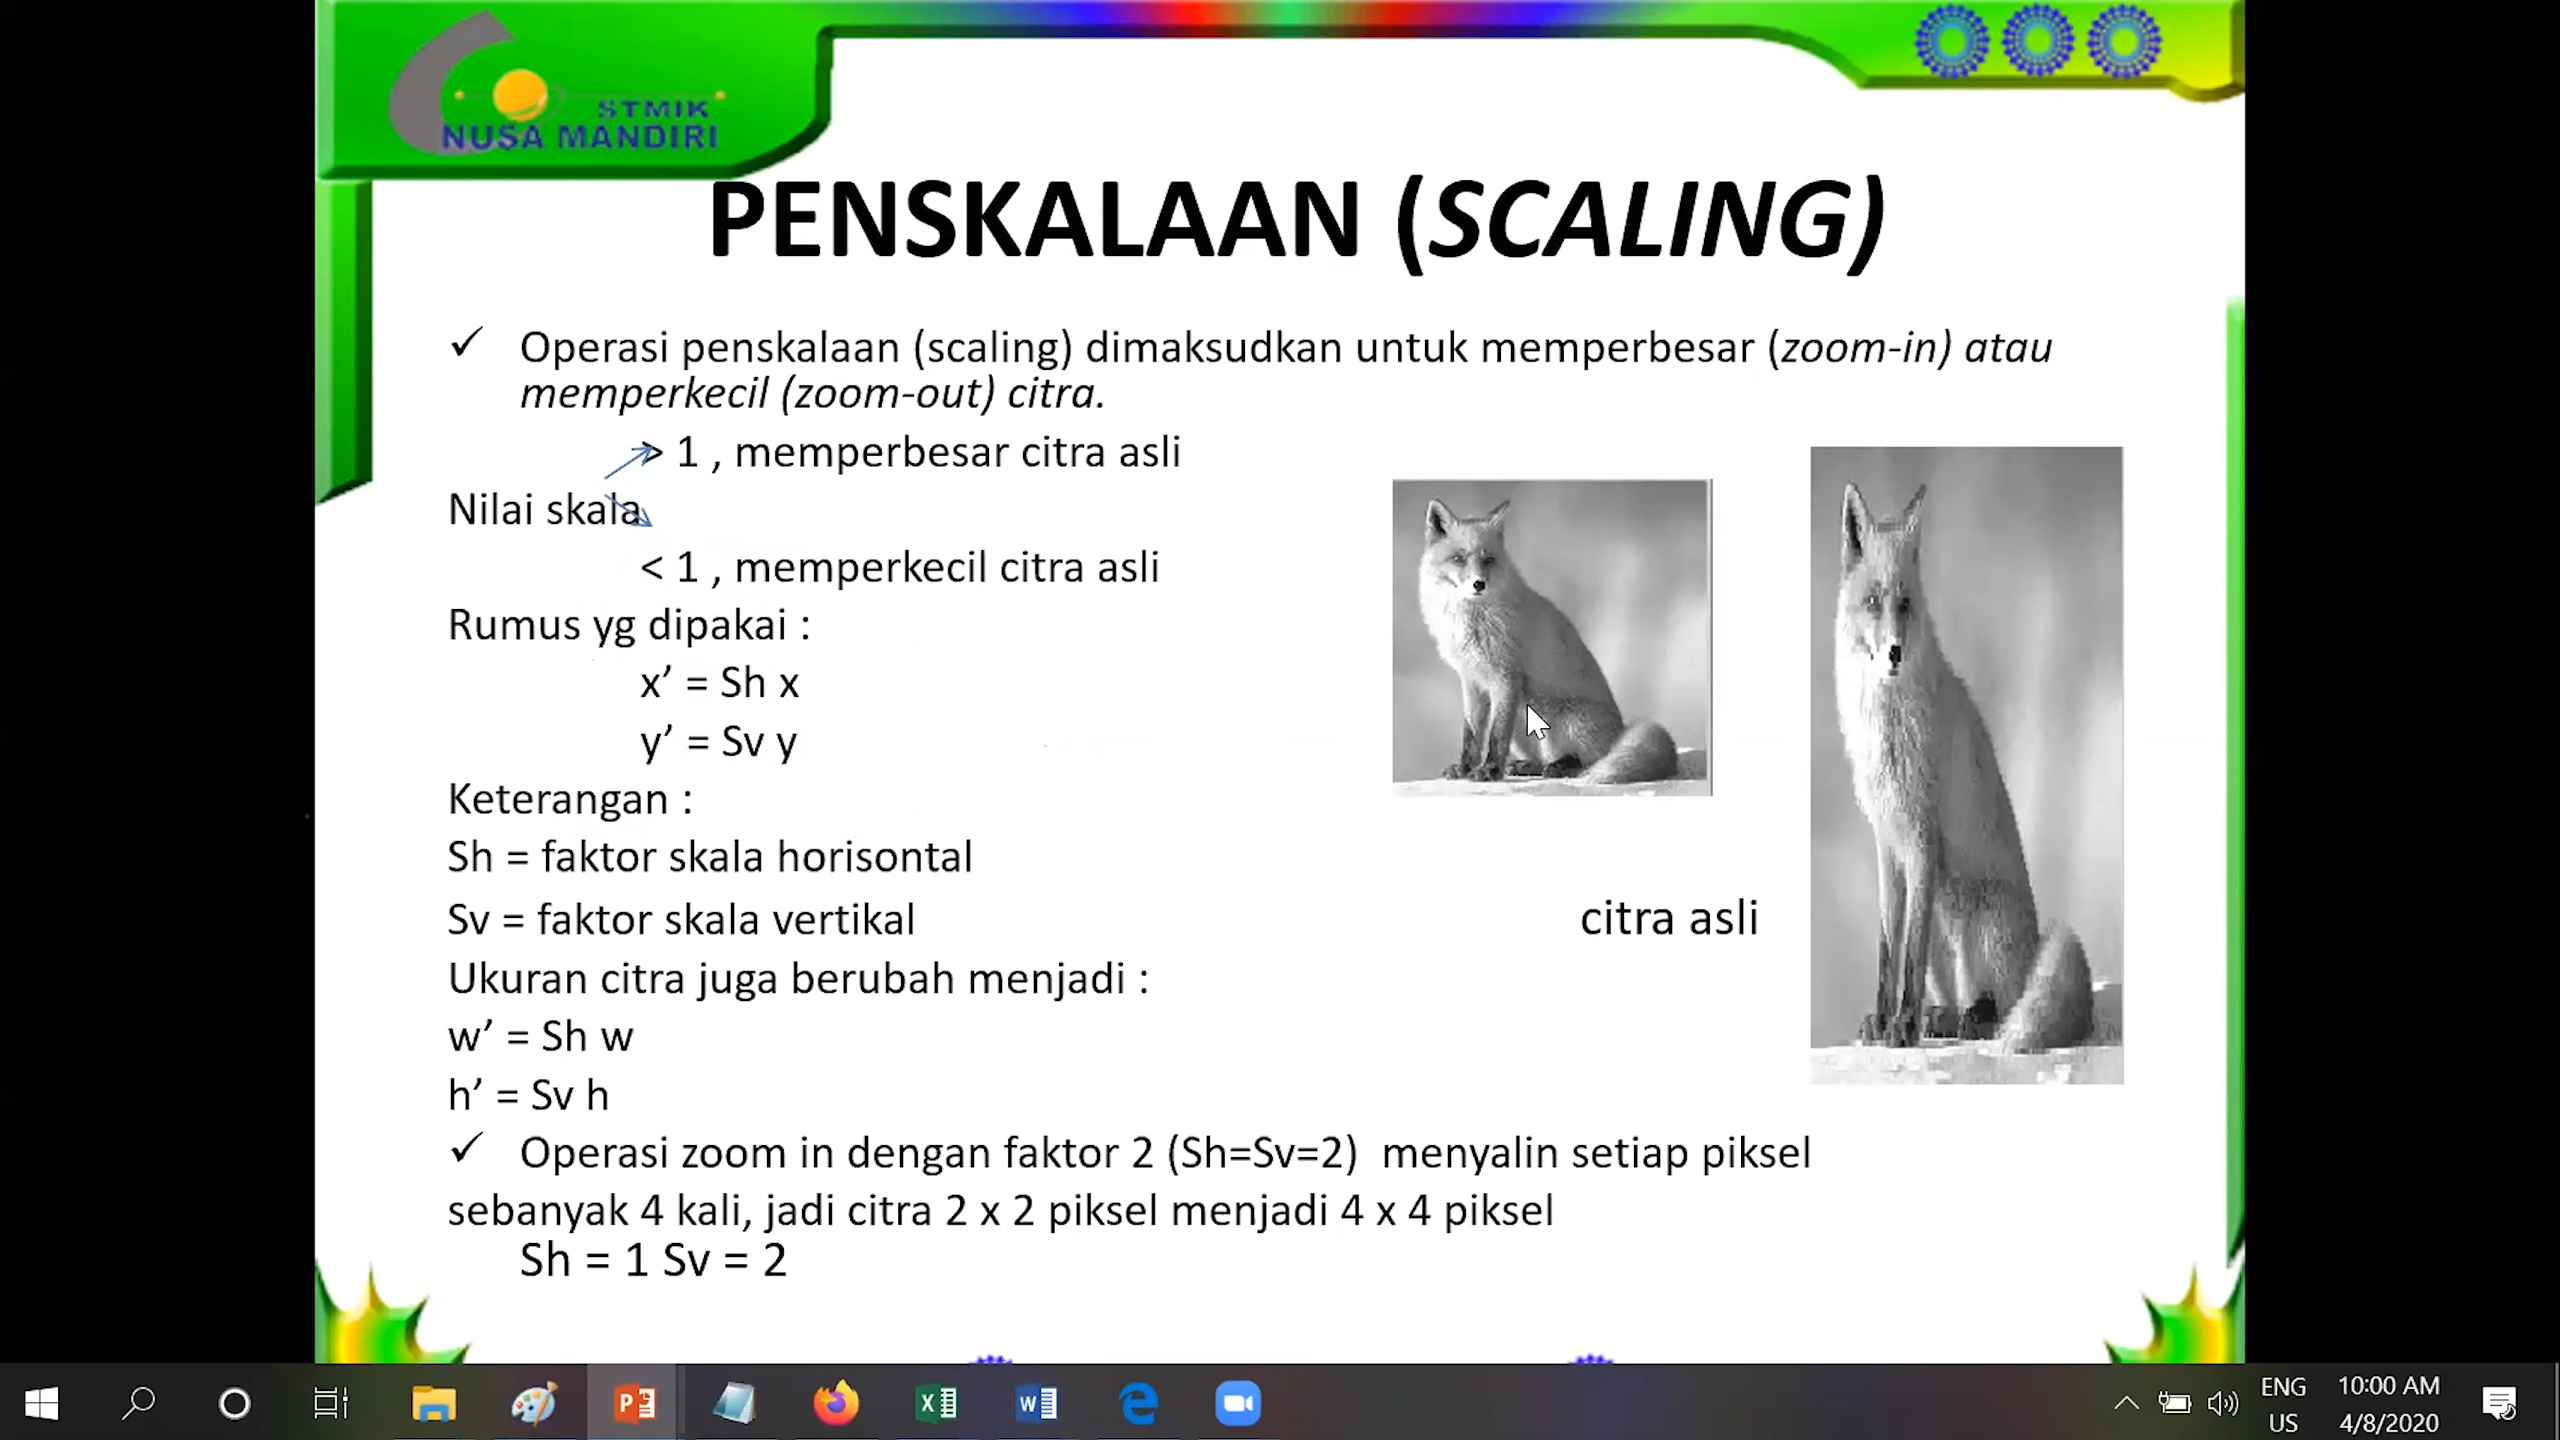 STMIK
NUSA MANDIRI
PENSKALAAN (SCALING)
✓ Operasi penskalaan (scaling) dimaksudkan untuk memperbesar (zoom-in) atau
memperkecil (zoom-out) citra.
> 1 , memperbesar citra asli
Nilai skala
< 1 , memperkecil citra asli
Rumus yg dipakai :
x’ = Sh x
y’ = Sv y
Keterangan :
Sh = faktor skala horisontal
Sv = faktor skala vertikal
citra asli
Ukuran citra juga berubah menjadi :
w’ = Sh w
h’ = Sv h
✓ Operasi zoom in dengan faktor 2 (Sh=Sv=2) menyalin setiap piksel
sebanyak 4 kali, jadi citra 2 x 2 piksel menjadi 4 x 4 piksel
Sh = 1 Sv = 2
ENG
US
10:00 AM
4/8/2020